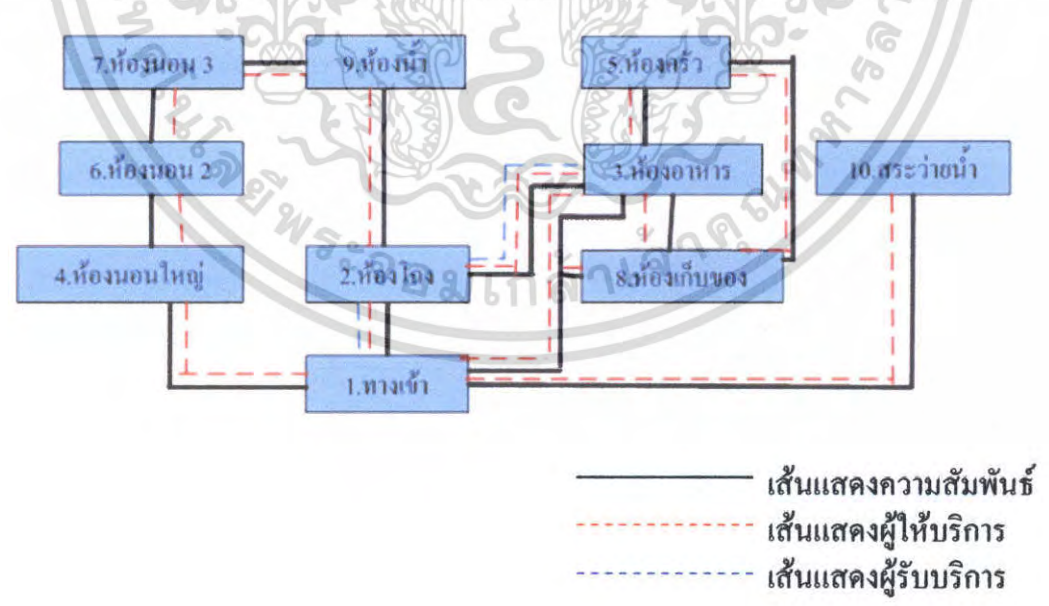 7.ห้องนอน 3
9.ห้องน้ำ
5.ห้องครัว
6.ห้องนอน 2
3.ห้องอาหาร
10.สระว่ายน้ำ
4.ห้องนอนใหญ่
2.ห้องโถง
8.ห้องเก็บของ
1.ทางเข้า
เส้นแสดงความสัมพันธ์
เส้นแสดงผู้ให้บริการ
เส้นแสดงผู้รับบริการ